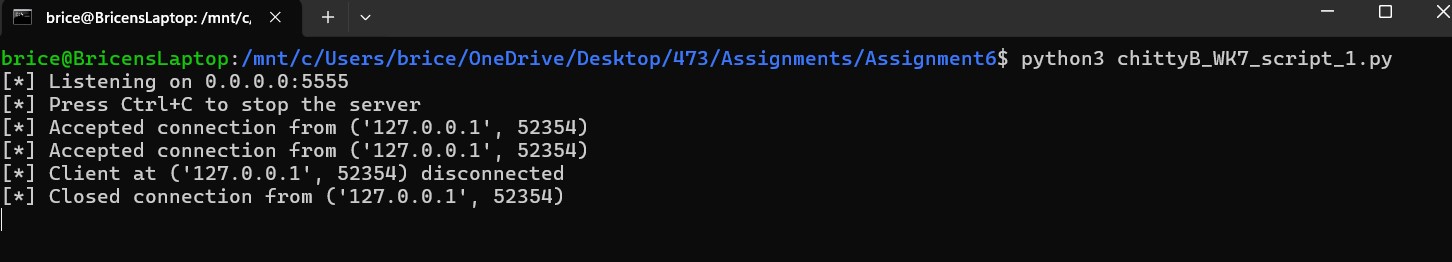 brice@BricensLaptop: /mnt/c,
brice@BricensLaptop:/mnt/c/Users/brice/OneDrive/Desktop/473/Assignments/Assignment6$ python3 chittyB_WK7_script_1.py
[*] Listening on 0.0.0.0:5555
[*] Press Ctrl+C to stop the server
[*] Accepted connection from ('127.0.0.1', 52354)
[*] Accepted connection from ('127.0.0.1', 52354)
[*] Client at ('127.0.0.1', 52354) disconnected
[*] Closed connection from ('127.0.0.1', 52354)